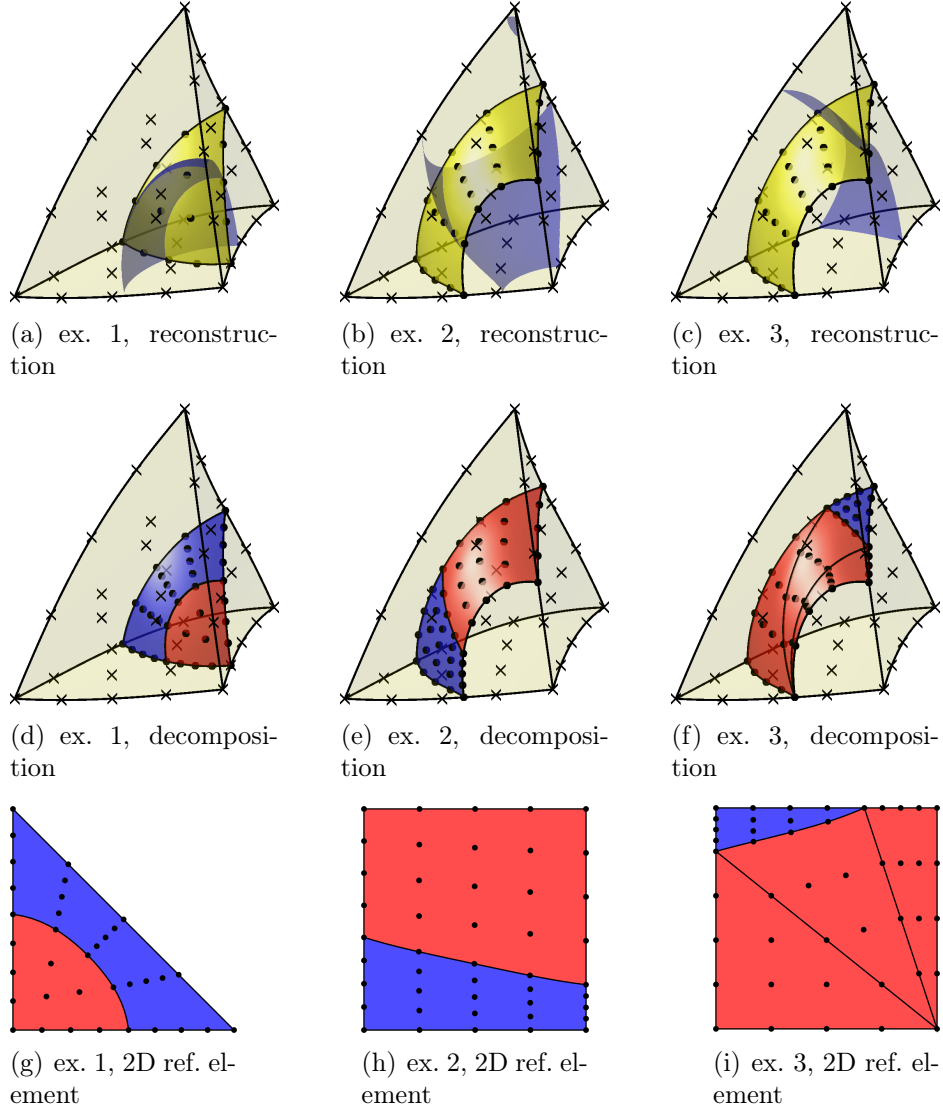 (a) ex. 1, reconstruc-
tion
(b) ex. 2, reconstruc-
tion
(c) ex. 3, reconstruc-
tion
(d) ex. 1, decomposi-
tion
(e) ex. 2, decomposi-
tion
(f) ex. 3, decomposi-
tion
(g) ex. 1, 2D ref. el-
ement
(h) ex. 2, 2D ref. el-
ement
(i) ex. 3, 2D ref. el-
ement